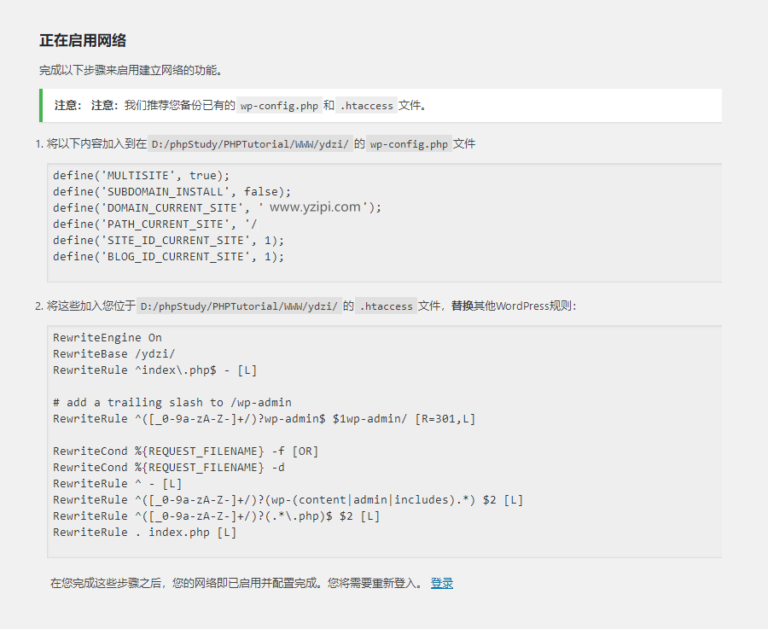 正在启用网络
完成以下步骤来启用建立网络的功能。
注意： 注意：我们推荐您备份已有的 wp-config.php 和 .htaccess 文件。
1. 将以下内容加入到在 D:/phpStudy/PHPTutorial/WWW/ydzi/ 的 wp-config.php 文件
define('MULTISITE', true);
define('SUBDOMAIN_INSTALL', false);
define('DOMAIN_CURRENT_SITE', ' www.yzipi.com ');
define('PATH_CURRENT_SITE', '/
define('SITE_ID_CURRENT_SITE', 1);
define('BLOG_ID_CURRENT_SITE', 1);
2. 将这些加入您位于 D:/phpStudy/PHPTutorial/WWW/ydzi/ 的 .htaccess 文件，替换其他WordPress规则：
RewriteEngine On
RewriteBase /ydzi/
RewriteRule ^index\.php$ - [L]
# add a trailing slash to /wp-admin
RewriteRule ^([_0-9a-zA-Z-]+/)?wp-admin$ $1wp-admin/ [R=301,L]
RewriteCond %{REQUEST_FILENAME} -f [OR]
RewriteCond %{REQUEST_FILENAME} -d
RewriteRule ^ - [L]
RewriteRule ^([_0-9a-zA-Z-]+/)?(wp-(content|admin|includes).*) $2 [L]
RewriteRule ^([_0-9a-zA-Z-]+/)?(.*\.php)$ $2 [L]
RewriteRule . index.php [L]
在您完成这些步骤之后，您的网络即已启用并配置完成。您将需要重新登入。 登录